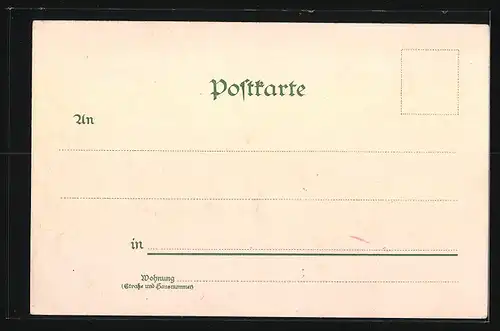 Poſtkarte
An
in
Wohnung
(Straße und Hausnummer)